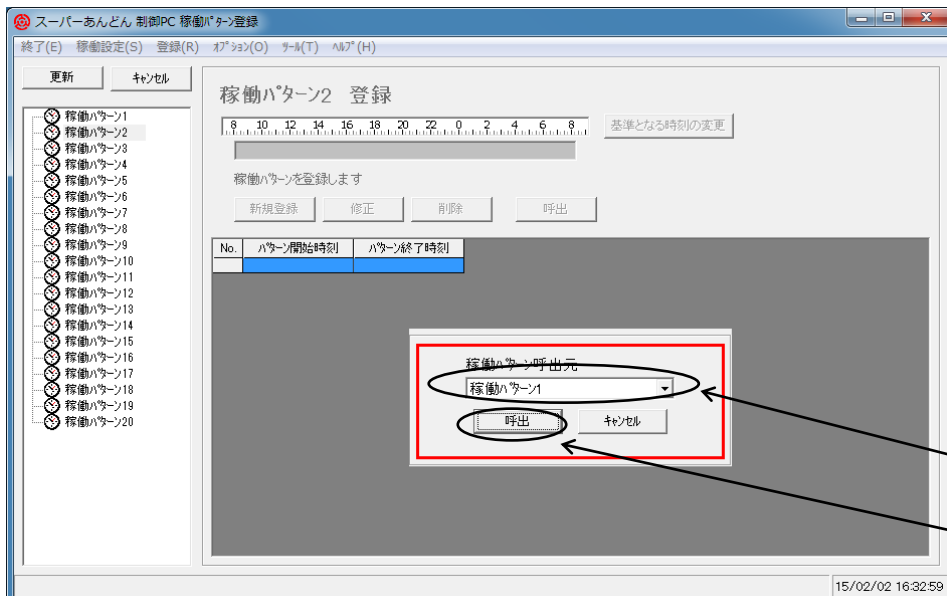 スーパーあんどん 制御PC 稼働ﾊﾟﾀｰﾝ登録
終了(E) 稼働設定(S) 登録(R) ｵﾌﾟｼｮﾝ(O) ﾂｰﾙ(T) ﾍﾙﾌﾟ(H)
更新 ｷｬﾝｾﾙ
稼働ﾊﾟﾀｰﾝ1
稼働ﾊﾟﾀｰﾝ2
稼働ﾊﾟﾀｰﾝ3
稼働ﾊﾟﾀｰﾝ4
稼働ﾊﾟﾀｰﾝ5
稼働ﾊﾟﾀｰﾝ6
稼働ﾊﾟﾀｰﾝ7
稼働ﾊﾟﾀｰﾝ8
稼働ﾊﾟﾀｰﾝ9
稼働ﾊﾟﾀｰﾝ10
稼働ﾊﾟﾀｰﾝ11
稼働ﾊﾟﾀｰﾝ12
稼働ﾊﾟﾀｰﾝ13
稼働ﾊﾟﾀｰﾝ14
稼働ﾊﾟﾀｰﾝ15
稼働ﾊﾟﾀｰﾝ16
稼働ﾊﾟﾀｰﾝ17
稼働ﾊﾟﾀｰﾝ18
稼働ﾊﾟﾀｰﾝ19
稼働ﾊﾟﾀｰﾝ20
稼働ﾊﾟﾀｰﾝ2 登録
8 10 12 14 16 18 20 22 0 2 4 6 8
基準となる時刻の変更
稼働ﾊﾟﾀｰﾝを登録します
新規登録 修正 削除 呼出
No. ﾊﾟﾀｰﾝ開始時刻 ﾊﾟﾀｰﾝ終了時刻
稼働ﾊﾟﾀｰﾝ呼出元
稼働ﾊﾟﾀｰﾝ1
呼出 ｷｬﾝｾﾙ
15/02/02 16:32:59